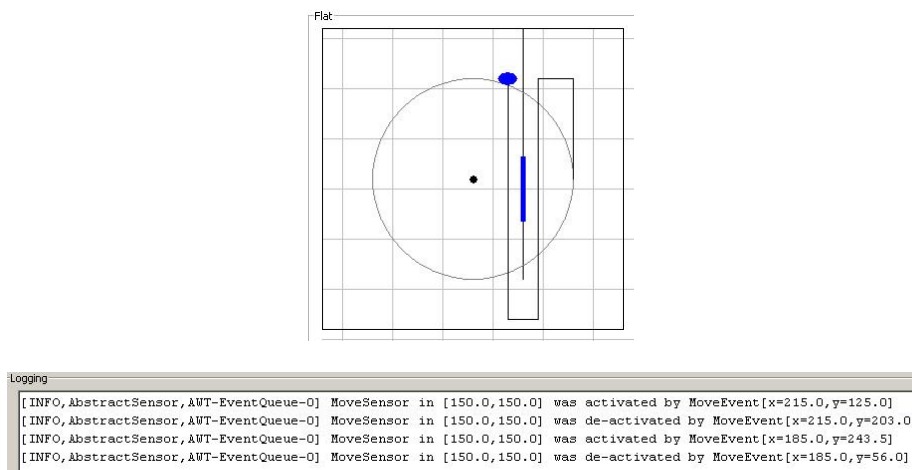 Flat
Logging
[INFO,AbstractSensor,AWT-EventQueue-0] MoveSensor in [150.0,150.0] was activated by MoveEvent[x=215.0,y=125.0]
[INFO,AbstractSensor,AWT-EventQueue-0] MoveSensor in [150.0,150.0] was de-activated by MoveEvent[x=215.0,y=203.0
[INFO,AbstractSensor,AWT-EventQueue-0] MoveSensor in [150.0,150.0] was activated by MoveEvent[x=185.0,y=243.5]
[INFO,AbstractSensor,AWT-EventQueue-0] MoveSensor in [150.0,150.0] was de-activated by MoveEvent[x=185.0,y=56.0]